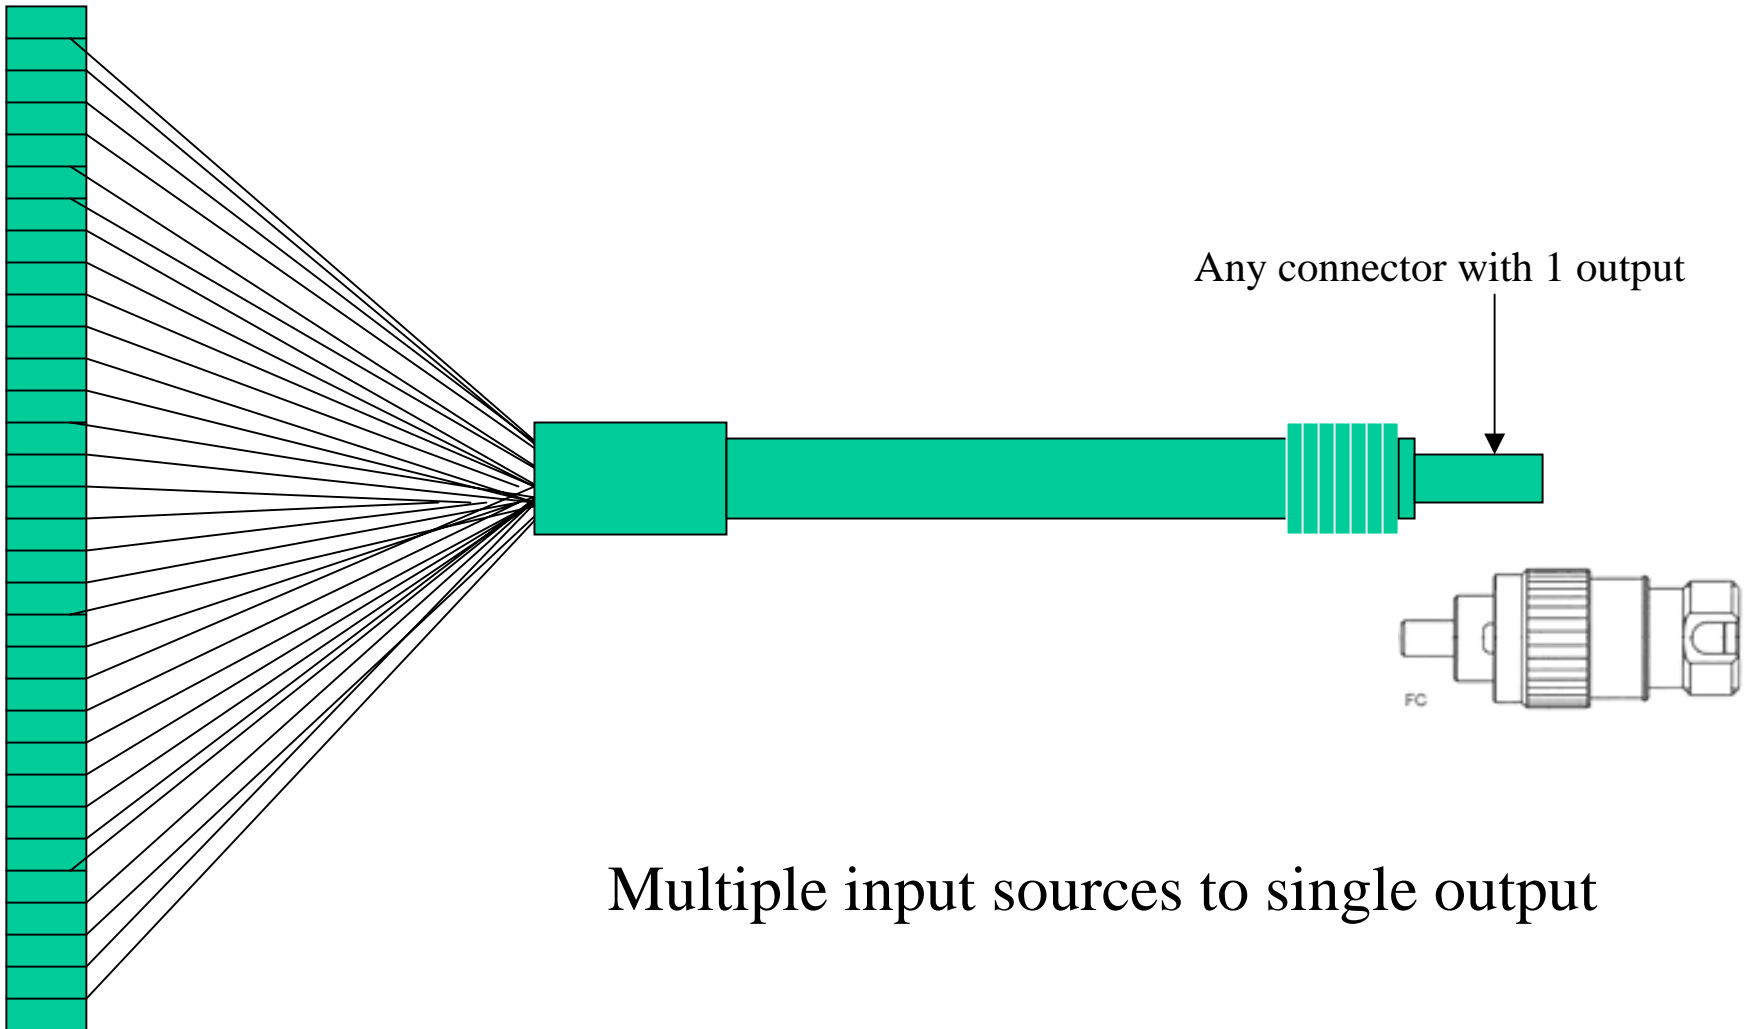 Any connector with 1 output
FC
Multiple input sources to single output